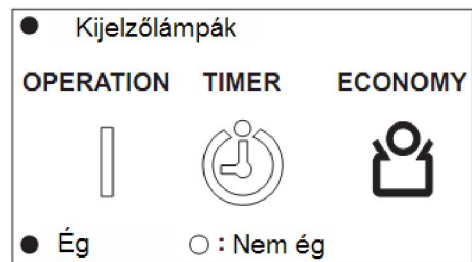 ● Kijelzőlámpák
OPERATION TIMER ECONOMY
● Ég ○ : Nem ég